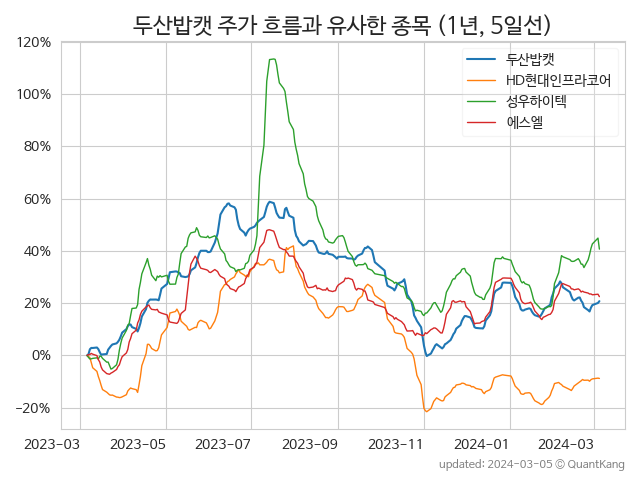 두산밥캣 주가 흐름과 유사한 종목 (1년, 5일선)
120%
100%
80%
60%
40%
20%
0%
−20%
두산밥캣
HD현대인프라코어
성우하이텍
에스엘
2023−03
2023−05
2023−07
2023−09
2023−11
2024−01
2024−03
updated: 2024-03-05 © QuantKang